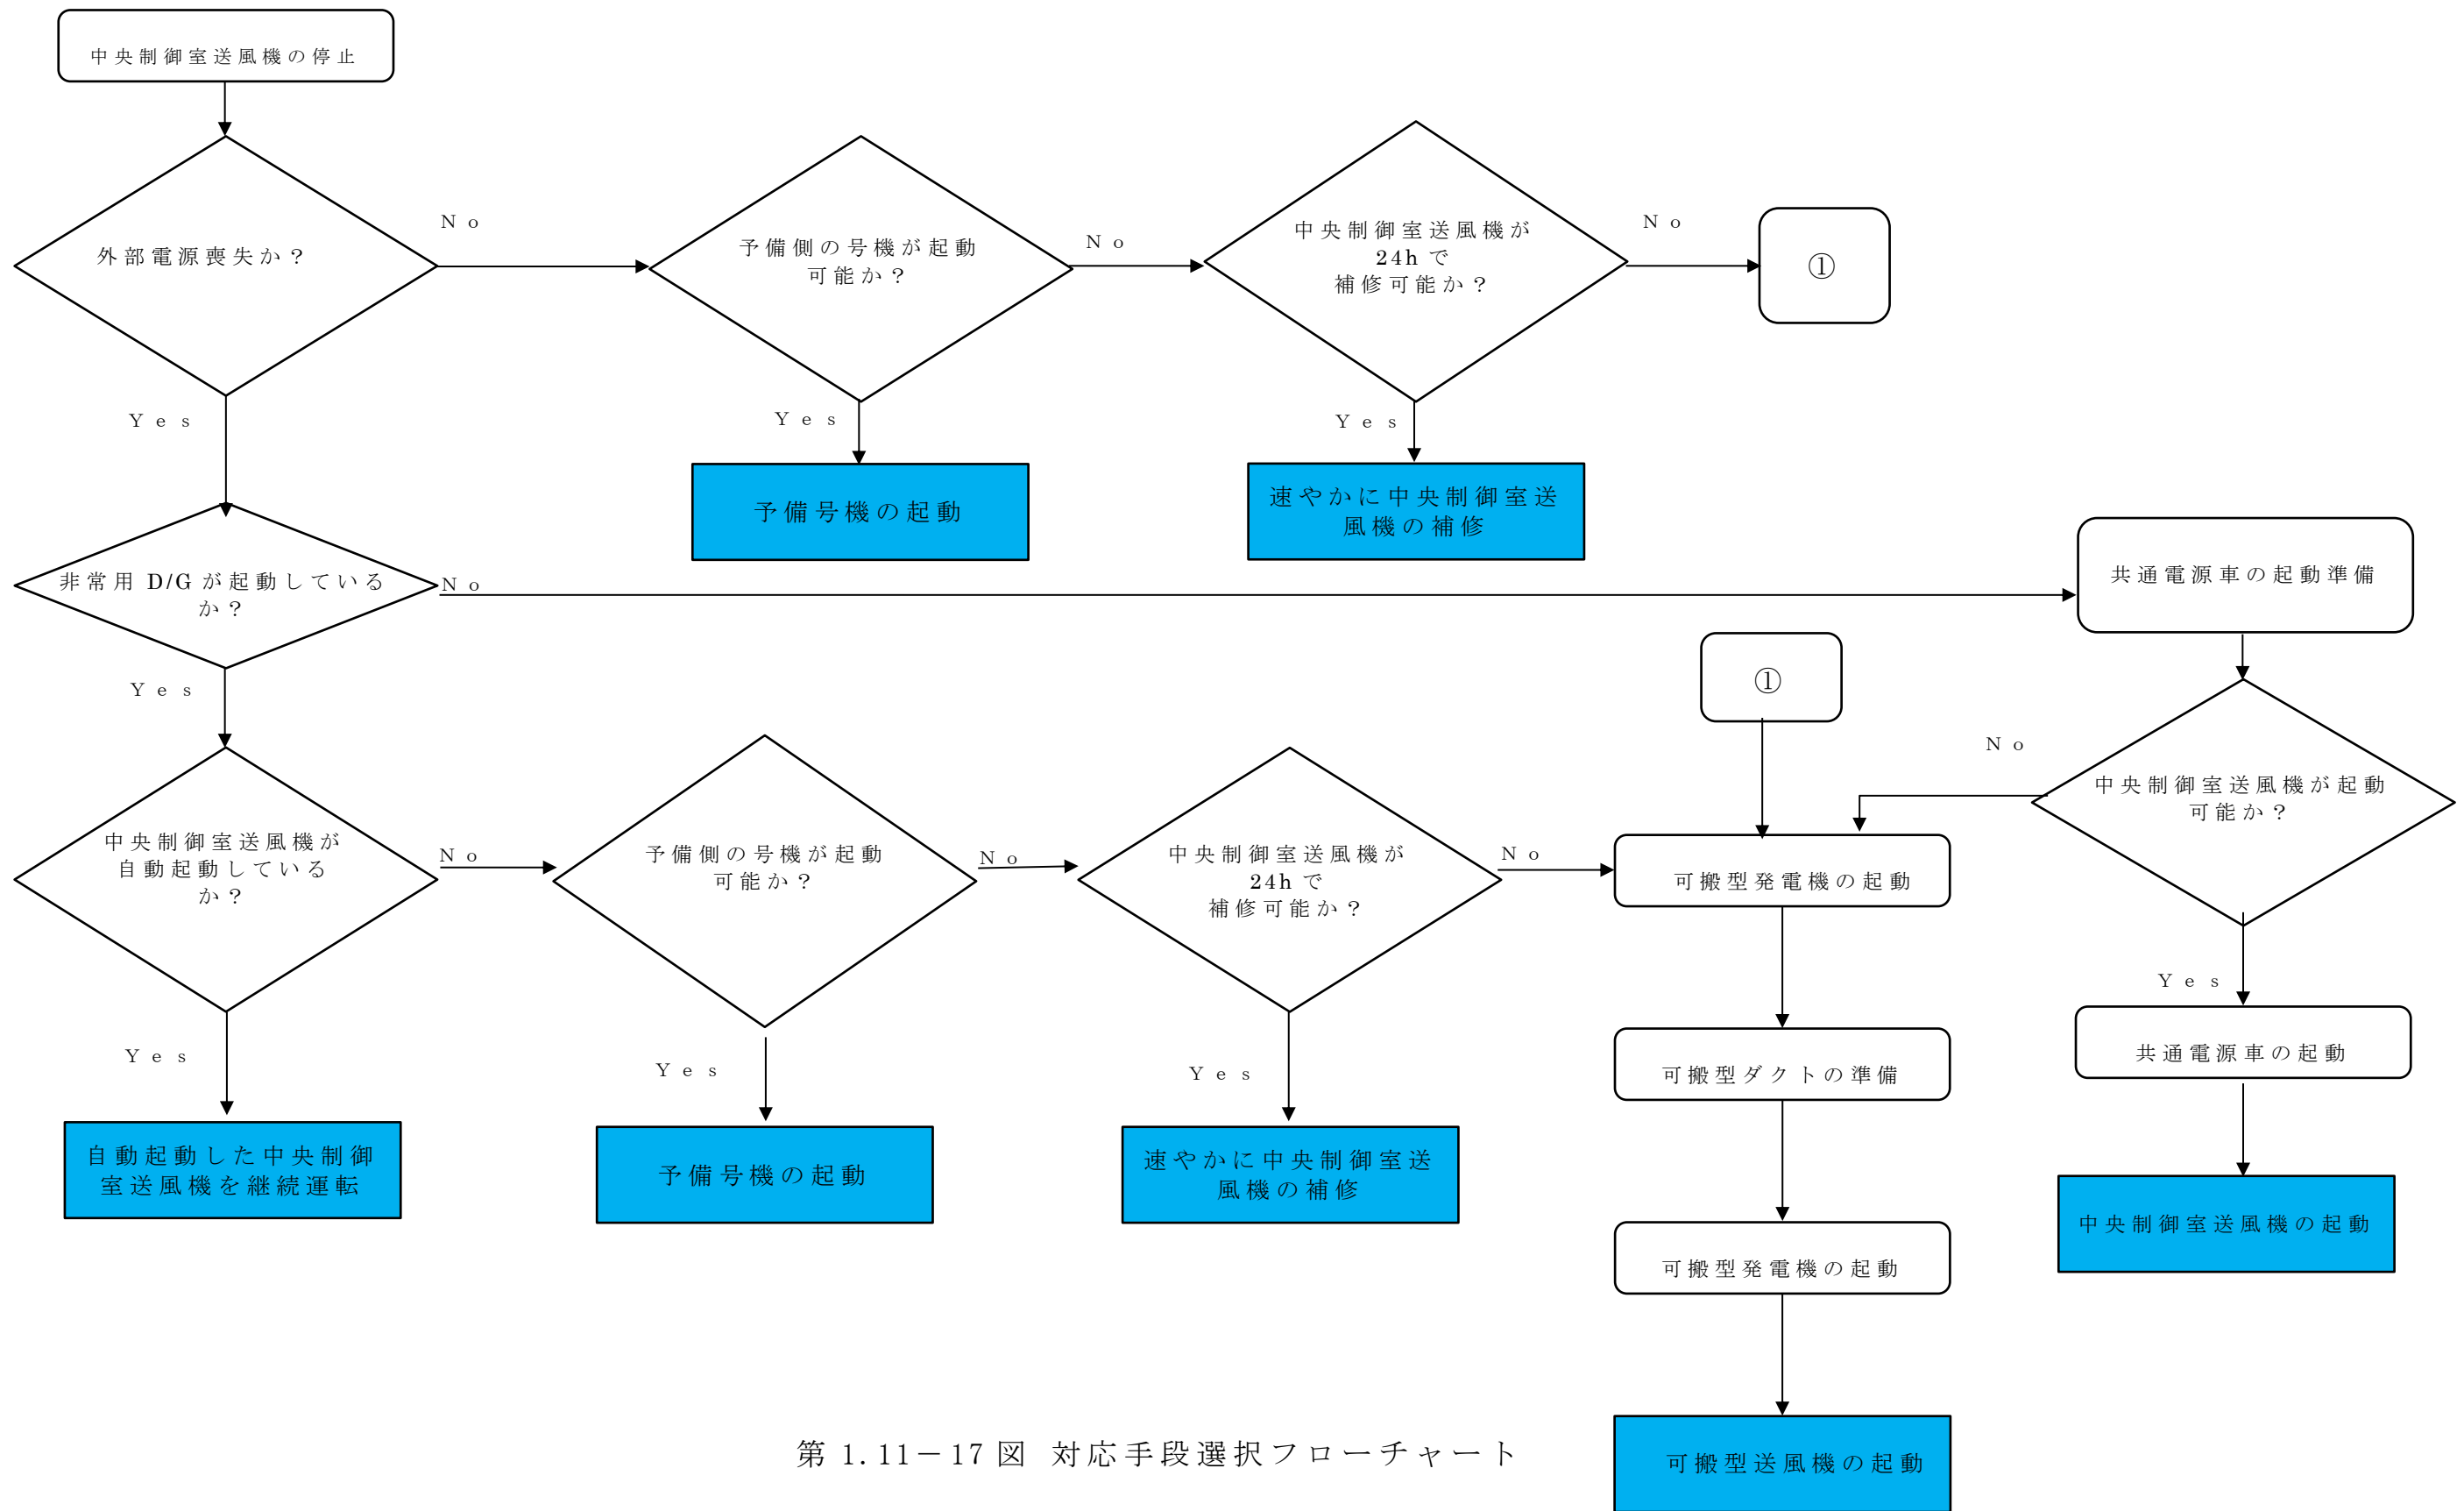 中央制御室送風機の停止
外部電源喪失か？
No
予備側の号機が起動
可能か？
No
中央制御室送風機が
24h で
補修可能か？
No
①
Yes
Yes
Yes
予備号機の起動
速やかに中央制御室送
風機の補修
非常用 D/G が起動している
か？
No
共通電源車の起動準備
Yes
①
No
中央制御室送風機が起動
可能か？
中央制御室送風機が
自動起動している
か？
No
予備側の号機が起動
可能か？
No
中央制御室送風機が
24h で
補修可能か？
No
可搬型発電機の起動
Yes
Yes
Yes
Yes
可搬型ダクトの準備
共通電源車の起動
自動起動した中央制御
室送風機を継続運転
予備号機の起動
速やかに中央制御室送
風機の補修
可搬型発電機の起動
中央制御室送風機の起動
可搬型送風機の起動
第 1.11－17 図 対応手段選択フローチャート